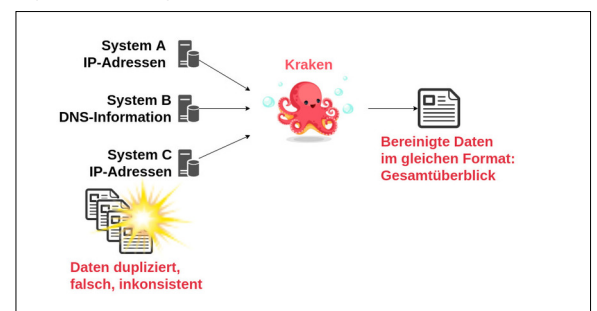 System A
IP-Adressen
Kraken
System B
DNS-Information
Bereinigte Daten
im gleichen Format:
Gesamtüberblick
System C
IP-Adressen
Daten dupliziert,
falsch, inkonsistent